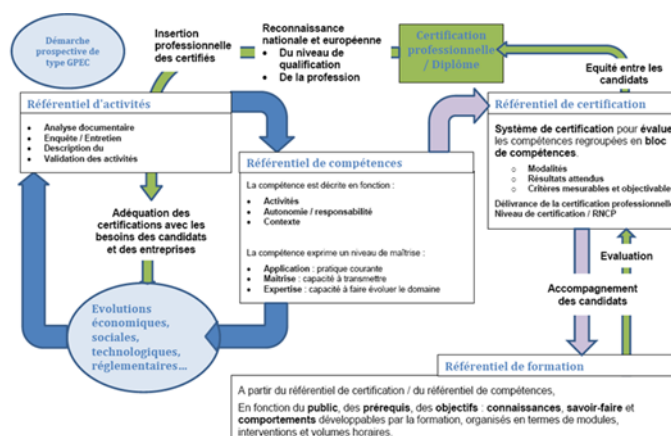 Démarche
prospective de
type GPEC
Insertion
professionnelle
des certifiés
Reconnaissance
nationale et européenne
• Du niveau de
qualification
• De la profession
Certification
professionnelle
/ Diplôme
Equité entre les
candidats
Référentiel d'activités
• Analyse documentaire
• Enquête / Entretien
• Description du
• Validation des activités
Référentiel de compétences
La compétence est décrite en fonction :
• Activités
• Autonomie / responsabilité
• Contexte
La compétence exprime un niveau de maîtrise :
• Application : pratique courante
• Maitrise : capacité à transmettre
• Expertise : capacité à faire évoluer le domaine
Référentiel de certification
Système de certification pour évalue
les compétences regroupées en bloc
de compétences.
o Modalités
o Résultats attendus
o Critères mesurables et objectivable
Délivrance de la certification professionnelle
Niveau de certification / RNCP
Adéquation des
certifications avec les
besoins des candidats
et des entreprises
Evolutions
économiques,
sociales,
technologiques,
réglementaires...
Evaluation
Accompagnement
des candidats
Référentiel de formation
A partir du référentiel de certification / du référentiel de compétences,
En fonction du public, des prérequis, des objectifs : connaissances, savoir-faire et
comportements développables par la formation, organisés en termes de modules,
interventions et volumes horaires.